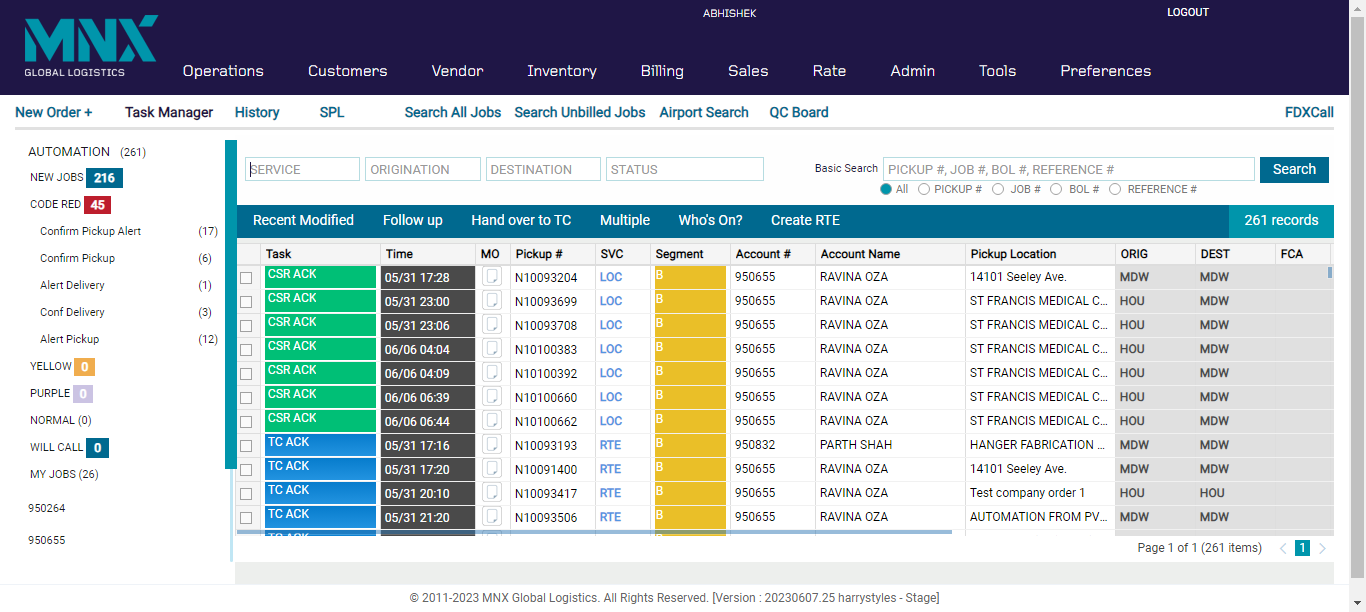 ABHISHEK LOGOUT
MNX
GLOBAL LOGISTICS
Operations Customers Vendor Inventory Billing Sales Rate Admin Tools Preferences
New Order + Task Manager History SPL Search All Jobs Search Unbilled Jobs Airport Search QC Board FDXCall
AUTOMATION (261)
NEW JOBS 216
CODE RED 45
Confirm Pickup Alert (17)
Confirm Pickup (6)
Alert Delivery (1)
Conf Delivery (3)
Alert Pickup (12)
YELLOW 0
PURPLE 0
NORMAL (0)
WILL CALL 0
MY JOBS (26)
950264
950655
SERVICE ORIGINATION DESTINATION STATUS Basic Search PICKUP #, JOB #, BOL #, REFERENCE # Search
All PICKUP # JOB # BOL # REFERENCE #
Recent Modified Follow up Hand over to TC Multiple Who's On? Create RTE 261 records
Task Time MO Pickup # SVC Segment Account # Account Name Pickup Location ORIG DEST FCA
CSR ACK 05/31 17:28 N10093204 LOC B 950655 RAVINA OZA 14101 Seeley Ave. MDW MDW
CSR ACK 05/31 23:00 N10093699 LOC B 950655 RAVINA OZA ST FRANCIS MEDICAL C... HOU MDW
CSR ACK 05/31 23:06 N10093708 LOC B 950655 RAVINA OZA ST FRANCIS MEDICAL C... HOU MDW
CSR ACK 06/06 04:04 N10100383 LOC B 950655 RAVINA OZA ST FRANCIS MEDICAL C... HOU MDW
CSR ACK 06/06 04:09 N10100392 LOC B 950655 RAVINA OZA ST FRANCIS MEDICAL C... HOU MDW
CSR ACK 06/06 06:39 N10100660 LOC B 950655 RAVINA OZA ST FRANCIS MEDICAL C... HOU MDW
CSR ACK 06/06 06:44 N10100662 LOC B 950655 RAVINA OZA ST FRANCIS MEDICAL C... HOU MDW
TC ACK 05/31 17:16 N10093193 RTE B 950832 PARTH SHAH HANGER FABRICATION ... MDW MDW
TC ACK 05/31 17:20 N10091400 RTE B 950655 RAVINA OZA 14101 Seeley Ave. MDW MDW
TC ACK 05/31 20:10 N10093417 RTE B 950655 RAVINA OZA Test company order 1 HOU HOU
TC ACK 05/31 21:20 N10093506 RTE B 950655 RAVINA OZA AUTOMATION FROM PV... MDW MDW
TC ACK
Page 1 of 1 (261 items) 1
© 2011-2023 MNX Global Logistics. All Rights Reserved. [Version : 20230607.25 harrystyles - Stage]